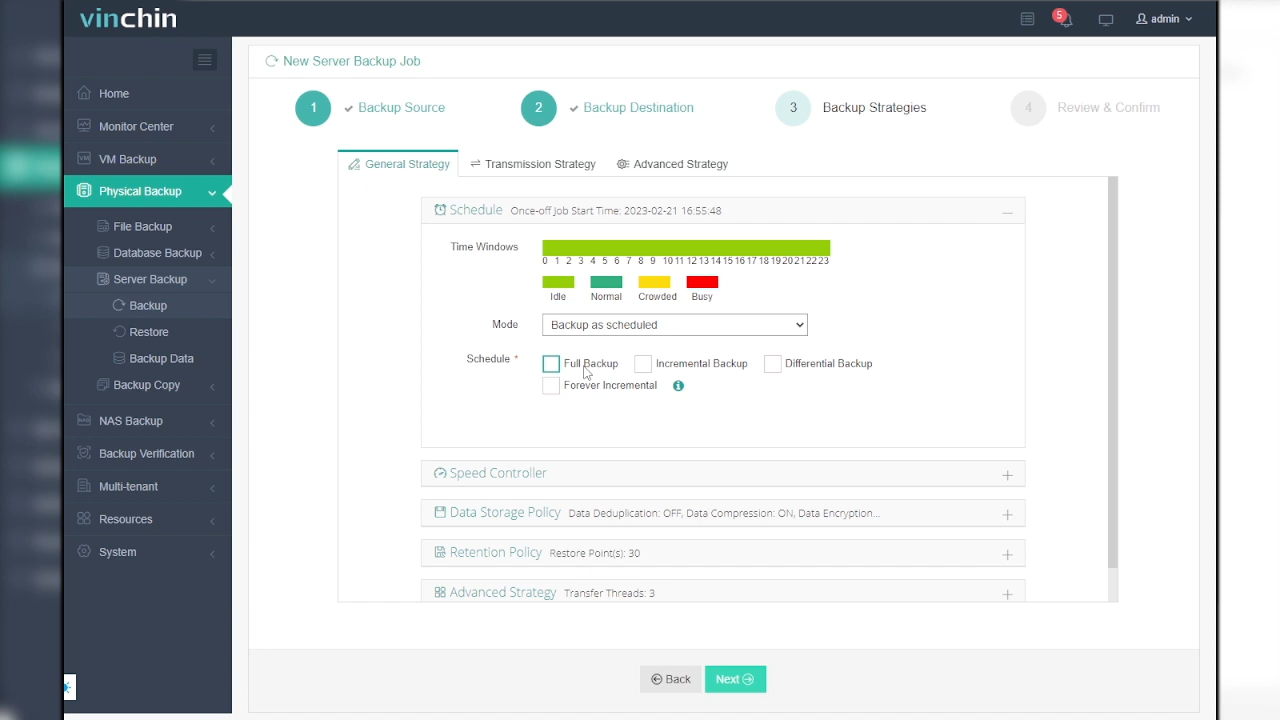 vinchin
5
admin
New Server Backup Job
Home
Monitor Center
VM Backup
Physical Backup
File Backup
Database Backup
Server Backup
Backup
Restore
Backup Data
Backup Copy
NAS Backup
Backup Verification
Multi-tenant
Resources
System
1 Backup Source
2 Backup Destination
3 Backup Strategies
4 Review & Confirm
General Strategy
Transmission Strategy
Advanced Strategy
Schedule Once-off Job Start Time: 2023-02-21 16:55:48
Time Windows
0 1 2 3 4 5 6 7 8 9 10 11 12 13 14 15 16 17 18 19 20 21 22 23
Idle Normal Crowded Busy
Mode Backup as scheduled
Schedule * Full Backup Incremental Backup Differential Backup
Forever Incremental
Speed Controller
Data Storage Policy Data Deduplication: OFF, Data Compression: ON, Data Encryption...
Retention Policy Restore Point(s): 30
Advanced Strategy Transfer Threads: 3
Back Next